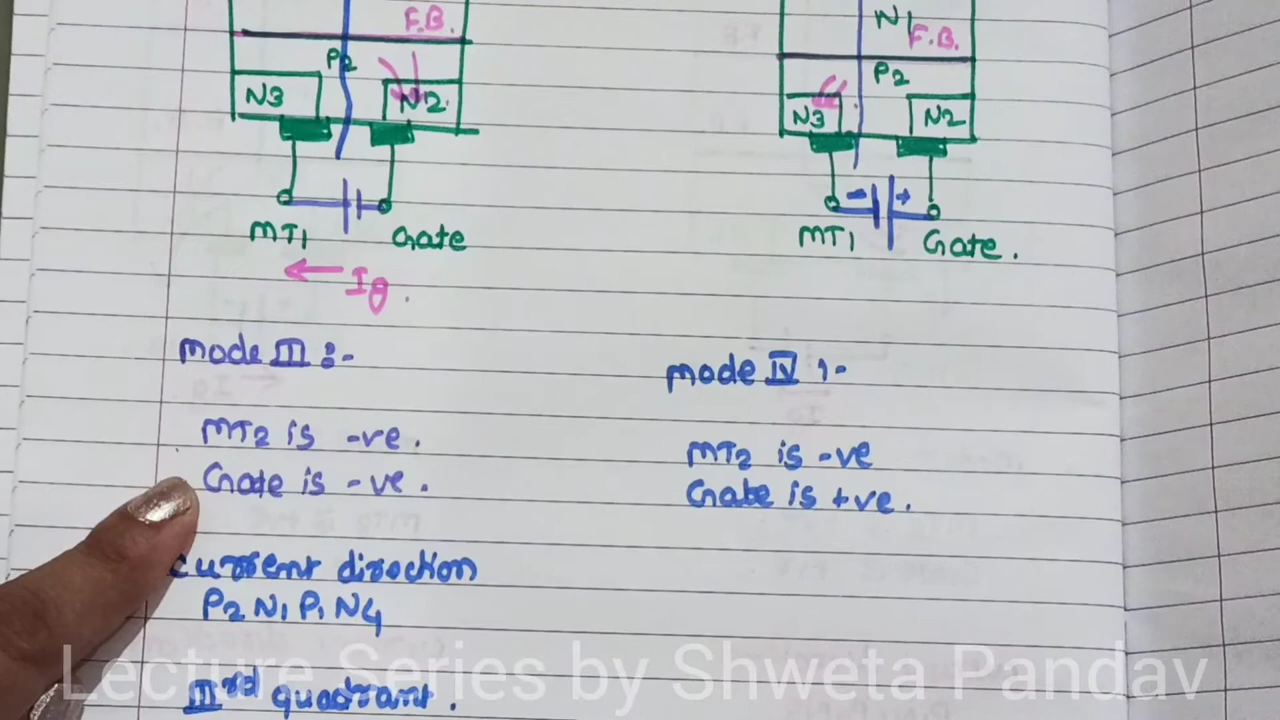 F.B.
P2
N3
N2
MT1
Gate
Ig
N1
F.B.
P2
N3
N2
- +
MT1
Gate.
Mode III :-
MT2 is -ve.
Gate is -ve.
current direction
P2 N1 P1 N4
IIIrd quadrant.
Mode IV :-
MT2 is -ve
Gate is +ve.
Lecture Series by Shweta Pandav